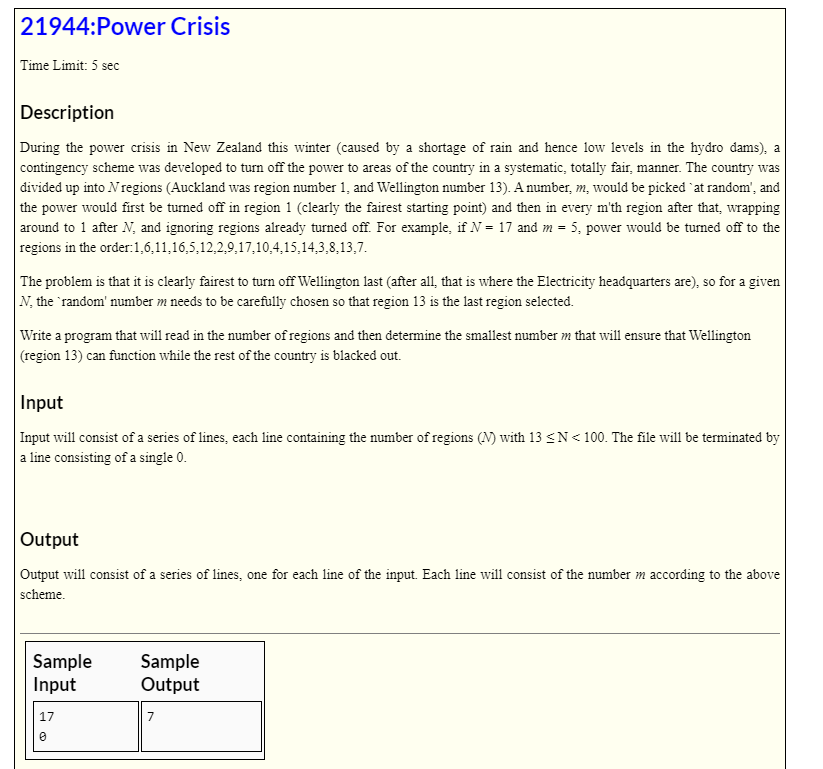 21944:Power Crisis
Time Limit: 5 sec
Description
During the power crisis in New Zealand this winter (caused by a shortage of rain and hence low levels in the hydro dams), a
contingency scheme was developed to turn off the power to areas of the country in a systematic, totally fair, manner. The country was
divided up into N regions (Auckland was region number 1, and Wellington number 13). A number, m, would be picked `at random', and
the power would first be turned off in region 1 (clearly the fairest starting point) and then in every m'th region after that, wrapping
around to 1 after N, and ignoring regions already turned off. For example, if N = 17 and m = 5, power would be turned off to the
regions in the order:1,6,11,16,5,12,2,9,17,10,4,15,14,3,8,13,7.
The problem is that it is clearly fairest to turn off Wellington last (after all, that is where the Electricity headquarters are), so for a given
N, the `random' number m needs to be carefully chosen so that region 13 is the last region selected.
Write a program that will read in the number of regions and then determine the smallest number m that will ensure that Wellington
(region 13) can function while the rest of the country is blacked out.
Input
Input will consist of a series of lines, each line containing the number of regions (N) with 13 ≤ N < 100. The file will be terminated by
a line consisting of a single 0.
Output
Output will consist of a series of lines, one for each line of the input. Each line will consist of the number m according to the above
scheme.
Sample Sample
Input Output
17 7
0